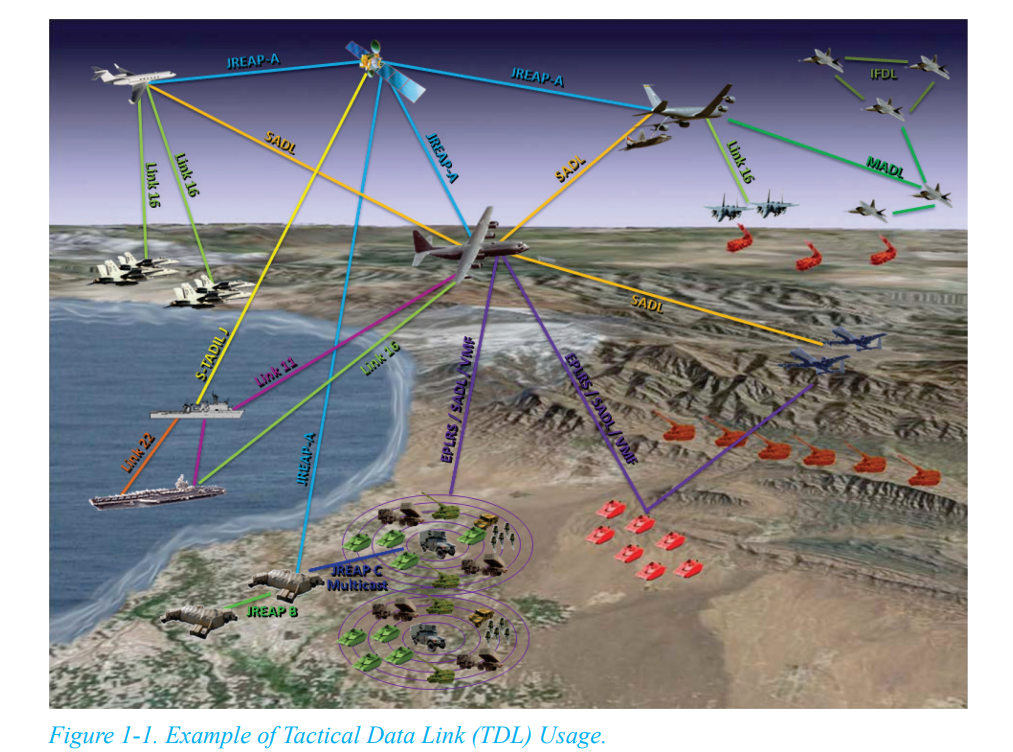 JREAP-A
JREAP-A
IFDL
SADL
JREAP-A
SADL
Link 16
Link 16
Link 16
MADL
SADL
S-TADIL J
Link 11
Link 16
EPLRS / SADL / VMF
EPLRS / SADL / VMF
Link 22
JREAP-A
JREAP C
Multicast
JREAP B
Figure 1-1. Example of Tactical Data Link (TDL) Usage.